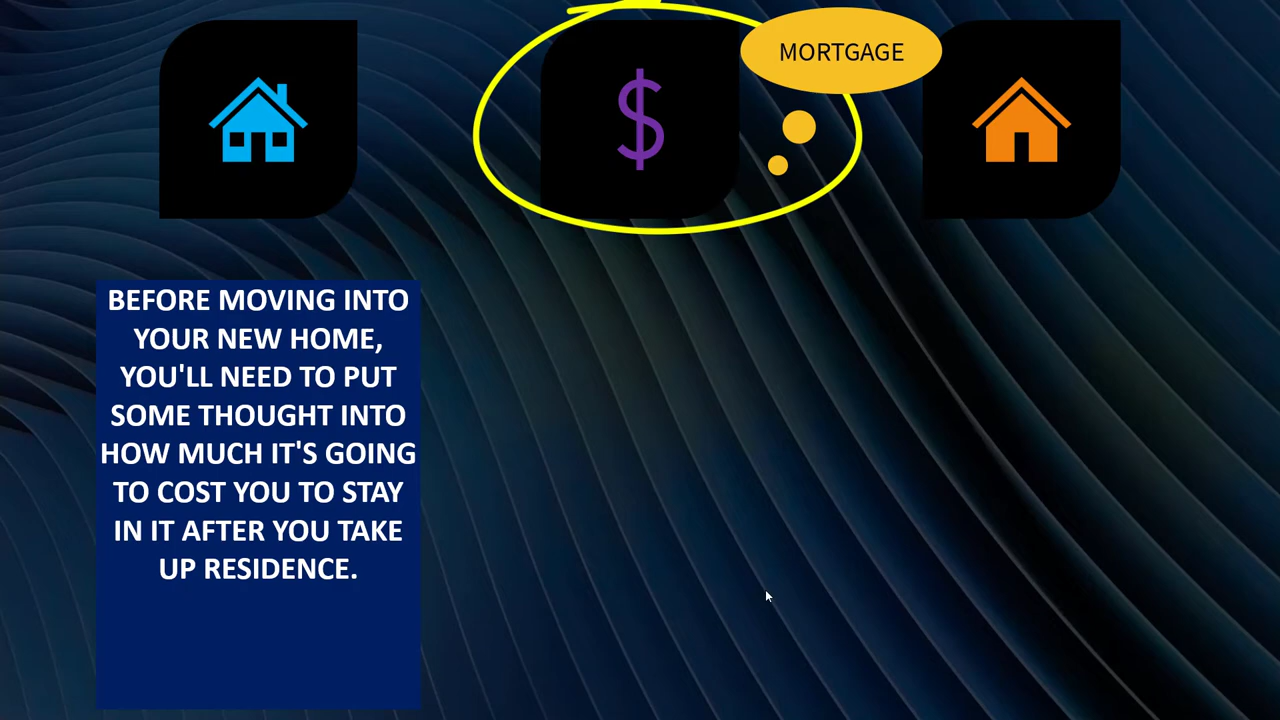 MORTGAGE
$
BEFORE MOVING INTO
YOUR NEW HOME,
YOU'LL NEED TO PUT
SOME THOUGHT INTO
HOW MUCH IT'S GOING
TO COST YOU TO STAY
IN IT AFTER YOU TAKE
UP RESIDENCE.